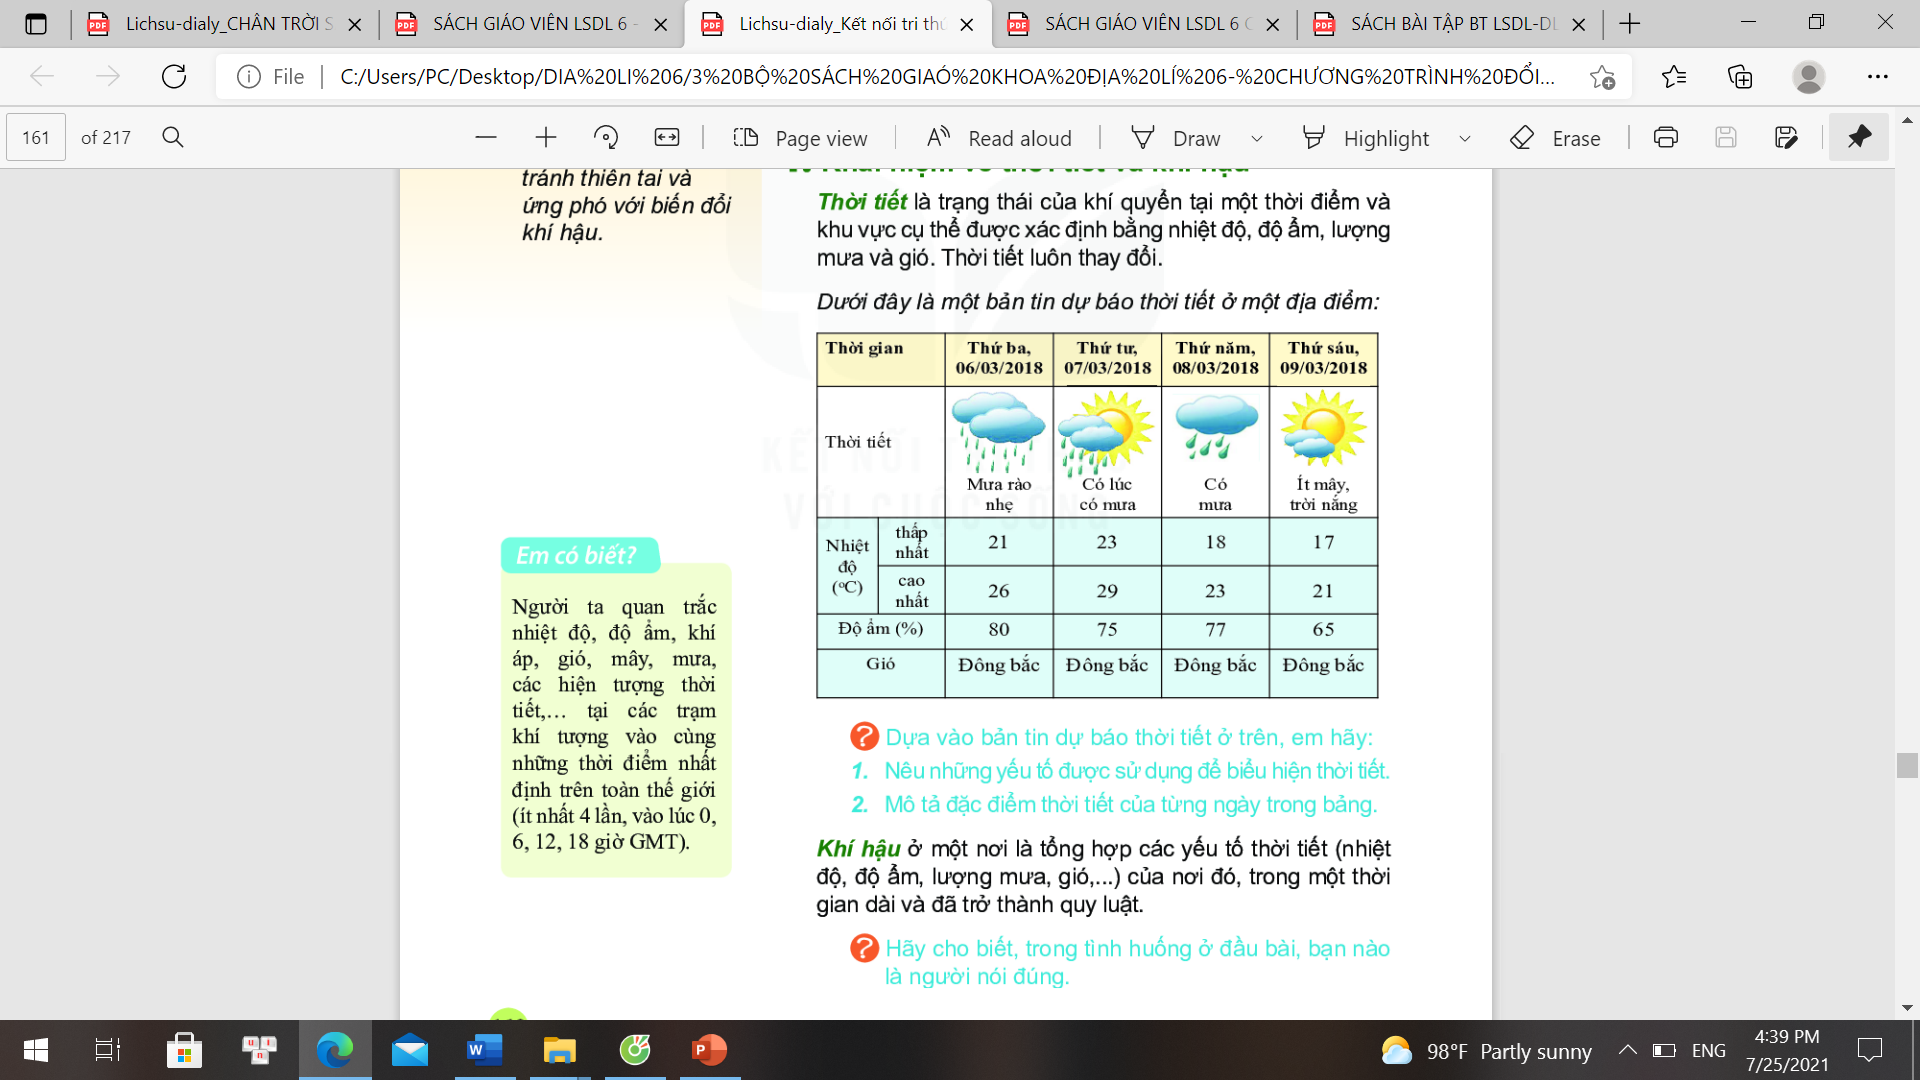 Lichsu-dialy_CHÂN TRỜI S
SÁCH GIÁO VIÊN LSDL 6 -
Lichsu-dialy_Kết nối tri thứ
SÁCH GIÁO VIÊN LSDL 6 C
SÁCH BÀI TẬP BT LSDL-DL
File
C:/Users/PC/Desktop/DIA%20LI%206/3%20BỘ%20SÁCH%20GIAÓ%20KHOA%20ĐỊA%20LÍ%206-%20CHƯƠNG%20TRÌNH%20ĐỔI...
161 of 217
Page view
Read aloud
Draw
Highlight
Erase
tránh thiên tai và
ứng phó với biến đổi
khí hậu.
Em có biết?
Người ta quan trắc
nhiệt độ, độ ẩm, khí
áp, gió, mây, mưa,
các hiện tượng thời
tiết,... tại các trạm
khí tượng vào cùng
những thời điểm nhất
định trên toàn thế giới
(ít nhất 4 lần, vào lúc 0,
6, 12, 18 giờ GMT).
Khái niệm về thời tiết và khí hậu
Thời tiết là trạng thái của khí quyển tại một thời điểm và
khu vực cụ thể được xác định bằng nhiệt độ, độ ẩm, lượng
mưa và gió. Thời tiết luôn thay đổi.
Dưới đây là một bản tin dự báo thời tiết ở một địa điểm:
Thời gian
Thứ ba,
06/03/2018
Thứ tư,
07/03/2018
Thứ năm,
08/03/2018
Thứ sáu,
09/03/2018
Thời tiết
Mưa rào
nhẹ
Có lúc
có mưa
Có
mưa
Ít mây,
trời nắng
Nhiệt
độ
(°C)
thấp
nhất
21 23 18 17
cao
nhất
26 29 23 21
Độ ẩm (%) 80 75 77 65
Gió Đông bắc Đông bắc Đông bắc Đông bắc
KẾT NỐI
VỚI CUỘC SỐNG
? Dựa vào bản tin dự báo thời tiết ở trên, em hãy:
1. Nêu những yếu tố được sử dụng để biểu hiện thời tiết.
2. Mô tả đặc điểm thời tiết của từng ngày trong bảng.
Khí hậu ở một nơi là tổng hợp các yếu tố thời tiết (nhiệt
độ, độ ẩm, lượng mưa, gió,...) của nơi đó, trong một thời
gian dài và đã trở thành quy luật.
? Hãy cho biết, trong tình huống ở đầu bài, bạn nào
là người nói đúng.
98°F Partly sunny
ENG
4:39 PM
7/25/2021